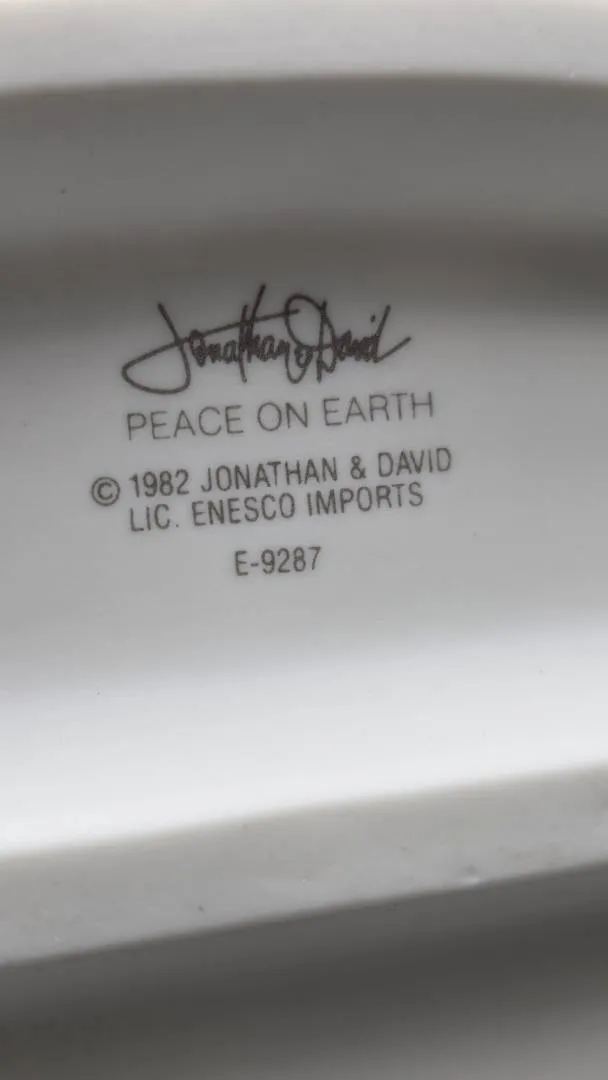 Jonathan & David
PEACE ON EARTH
© 1982 JONATHAN & DAVID
LIC. ENESCO IMPORTS
E-9287